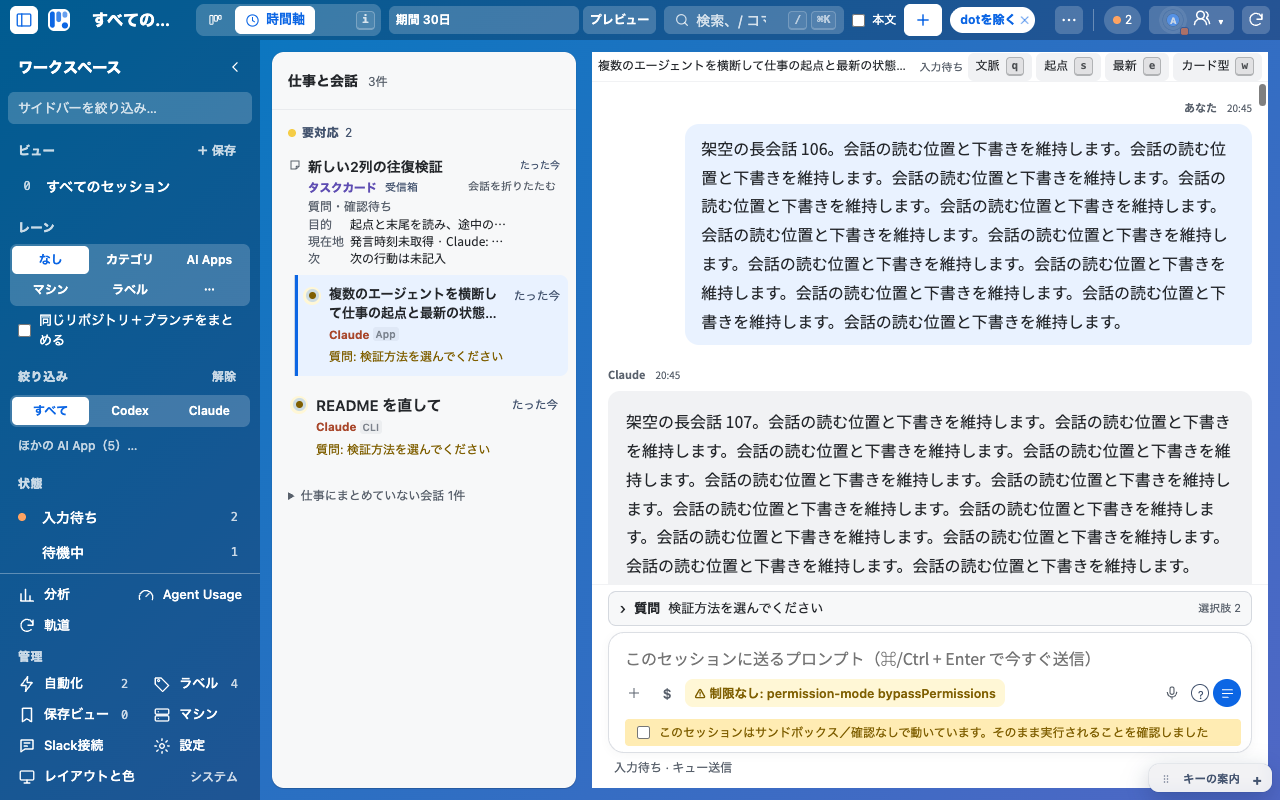 すべての...
時間軸
i
期間 30日
プレビュー
検索、/ コマ
/
⌘K
本文
+
dotを除く ×
...
2
A
ワークスペース
サイドバーを絞り込み...
ビュー
+ 保存
0 すべてのセッション
レーン
なし カテゴリ AI Apps
マシン ラベル ...
同じリポジトリ＋ブランチをまと
める
絞り込み 解除
すべて Codex Claude
ほかの AI App（5）...
状態
入力待ち 2
待機中 1
分析 Agent Usage
軌道
管理
自動化 2 ラベル 4
保存ビュー 0 マシン
Slack接続 設定
レイアウトと色 システム
仕事と会話 3件
要対応 2
新しい2列の往復検証 たった今
タスクカード 受信箱 会話を折りたたむ
質問・確認待ち
目的 起点と末尾を読み、途中の…
現在地 発言時刻未取得 · Claude: …
次 次の行動は未記入
複数のエージェントを横断し たった今
て仕事の起点と最新の状態...
Claude App
質問: 検証方法を選んでください
README を直して たった今
Claude CLI
質問: 検証方法を選んでください
▶ 仕事にまとめていない会話 1件
複数のエージェントを横断して仕事の起点と最新の状態... 入力待ち 文脈 q 起点 s 最新 e カード型 w
あなた 20:45
架空の長会話 106。会話の読む位置と下書きを維持します。会話の読む位
置と下書きを維持します。会話の読む位置と下書きを維持します。会話の
読む位置と下書きを維持します。会話の読む位置と下書きを維持します。
会話の読む位置と下書きを維持します。会話の読む位置と下書きを維持し
ます。会話の読む位置と下書きを維持します。会話の読む位置と下書きを
維持します。会話の読む位置と下書きを維持します。会話の読む位置と下
書きを維持します。会話の読む位置と下書きを維持します。
Claude 20:45
架空の長会話 107。会話の読む位置と下書きを維持します。会話の読む位置と下書き
を維持します。会話の読む位置と下書きを維持します。会話の読む位置と下書きを維
持します。会話の読む位置と下書きを維持します。会話の読む位置と下書きを維持し
ます。会話の読む位置と下書きを維持します。会話の読む位置と下書きを維持しま
す。会話の読む位置と下書きを維持します。会話の読む位置と下書きを維持します。
会話の読む位置と下書きを維持します。会話の読む位置と下書きを維持します。
› 質問 検証方法を選んでください 選択肢 2
このセッションに送るプロンプト（⌘/Ctrl + Enter で今すぐ送信）
+ $ ⚠ 制限なし: permission-mode bypassPermissions ?
このセッションはサンドボックス／確認なしで動いています。そのまま実行されることを確認しました
入力待ち · キュー送信
キーの案内 +